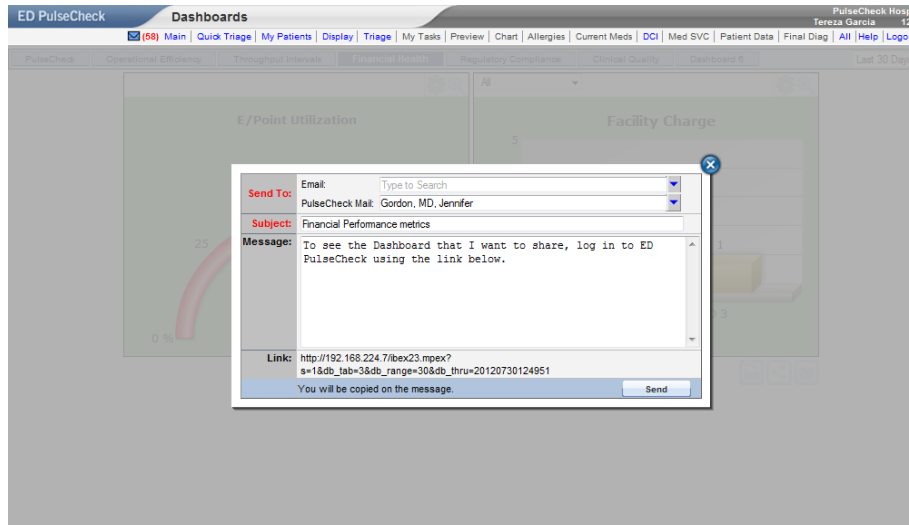 ED PulseCheck
Dashboards
PulseCheck Hosp
Tereza Garcia 12
(58) Main | Quick Triage | My Patients | Display | Triage | My Tasks | Preview | Chart | Allergies | Current Meds | DCI | Med SVC | Patient Data | Final Diag | All | Help | Logo
PulseCheck Operational Efficiency Throughput Intervals Financial Health Regulatory Compliance Clinical Quality Dashboard 6 Last 30 Day
All
E/Point Utilization
Facility Charge
5
Send To:
Email: Type to Search
PulseCheck Mail: Gordon, MD, Jennifer
Subject: Financial Performance metrics
Message: To see the Dashboard that I want to share, log in to ED
PulseCheck using the link below.
25
1
3
0 %
Link: http://192.168.224.7/ibex23.mpex?
s=1&db_tab=3&db_range=30&db_thru=20120730124951
You will be copied on the message.
Send